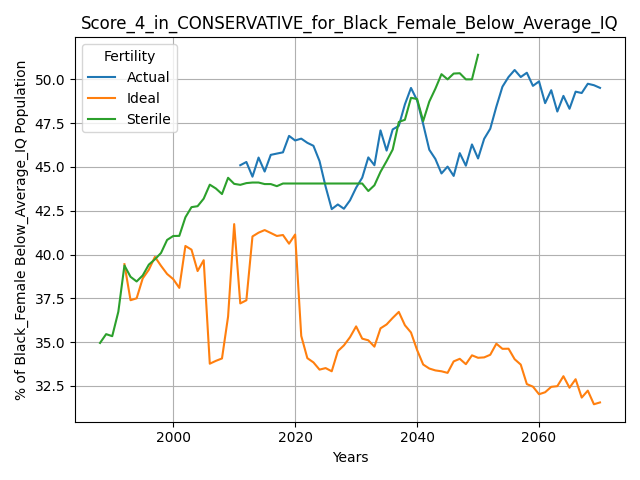 Score_4_in_CONSERVATIVE_for_Black_Female_Below_Average_IQ
% of Black_Female Below_Average_IQ Population
Fertility
Actual
Ideal
Sterile
50.0
47.5
45.0
42.5
40.0
37.5
35.0
32.5
2000
2020
2040
2060
Years